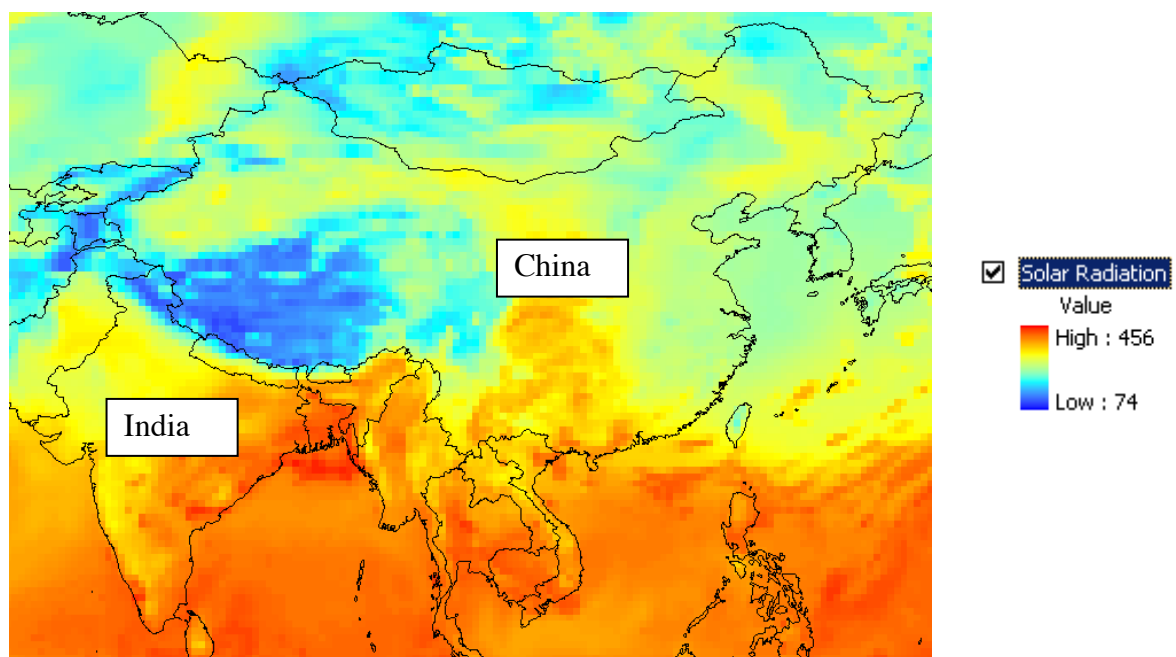 China
India
Solar Radiation
Value
High : 456
Low : 74